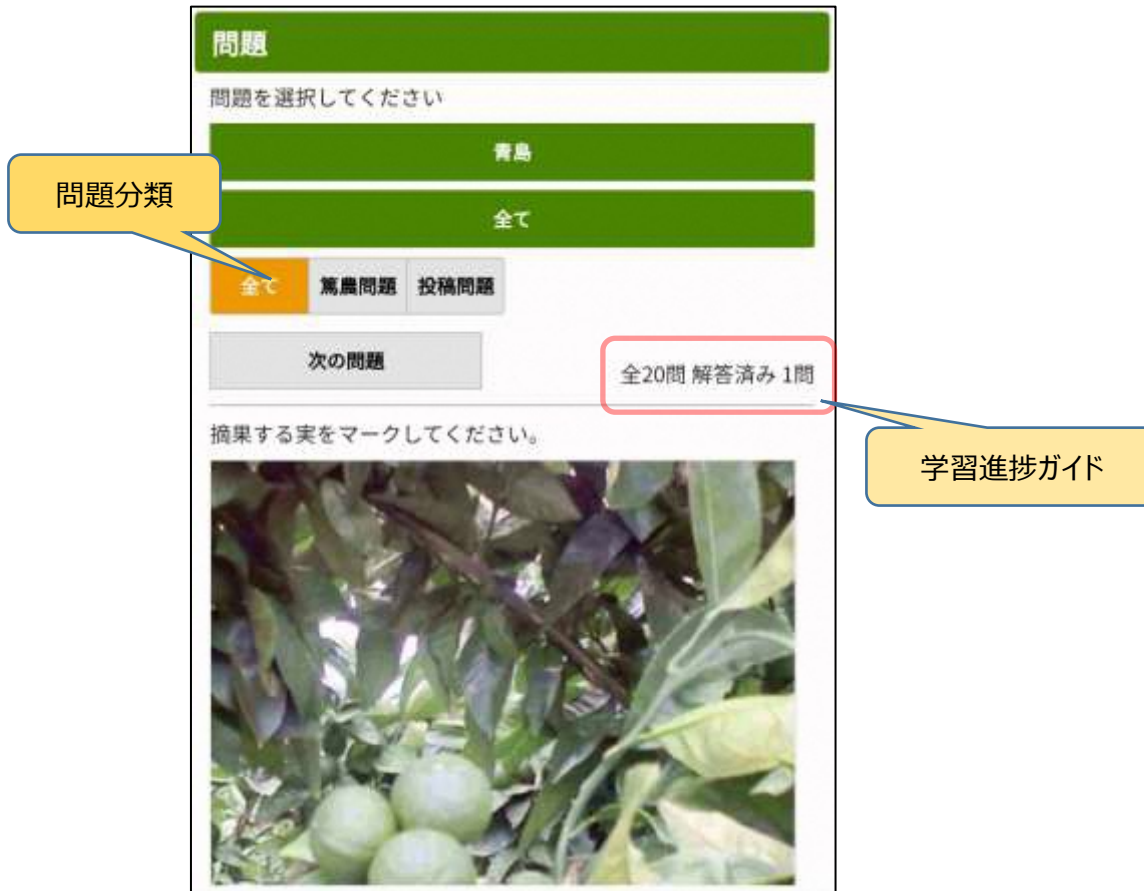 問題
問題を選択してください
青島
問題分類
全て
全て 篤農問題 投稿問題
次の問題
全20問 解答済み 1問
学習進捗ガイド
摘果する実をマークしてください。